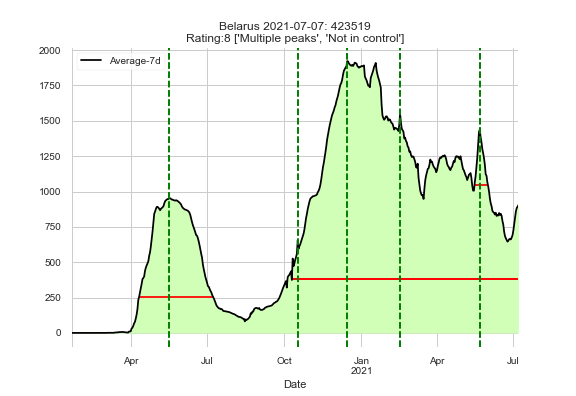 Belarus 2021-07-07: 423519
Rating:8 ['Multiple peaks', 'Not in control']
Average-7d
2000
1750
1500
1250
1000
750
500
250
0
Apr
Jul
Oct
Jan
2021
Apr
Jul
Date